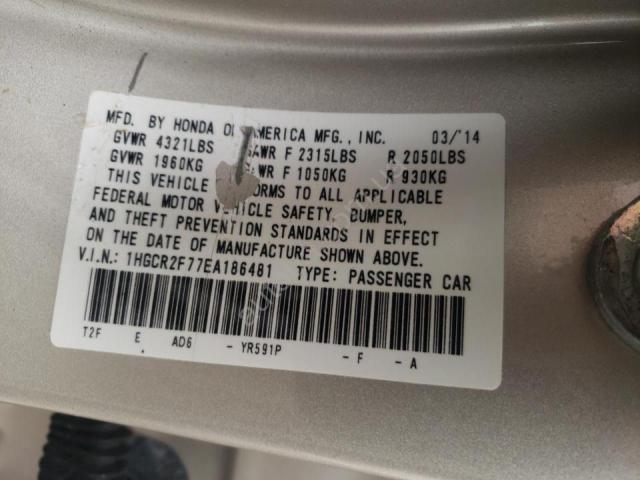 MFD. BY HONDA OF AMERICA MFG., INC. 03/'14
GVWR 4321LBS GAWR F 2315LBS R 2050LBS
GVWR 1960KG GAWR F 1050KG R 930KG
THIS VEHICLE CONFORMS TO ALL APPLICABLE
FEDERAL MOTOR VEHICLE SAFETY, BUMPER,
AND THEFT PREVENTION STANDARDS IN EFFECT
ON THE DATE OF MANUFACTURE SHOWN ABOVE.
V.I.N.: 1HGCR2F77EA186481 TYPE: PASSENGER CAR
T2F E AD6 - YR591P - F - A